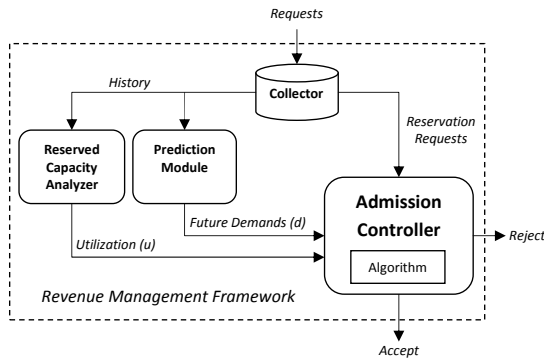 Requests
Collector
History
Reservation
Requests
Reserved
Capacity
Analyzer
Prediction
Module
Admission
Controller
Algorithm
Future Demands (d)
Utilization (u)
Reject
Revenue Management Framework
Accept